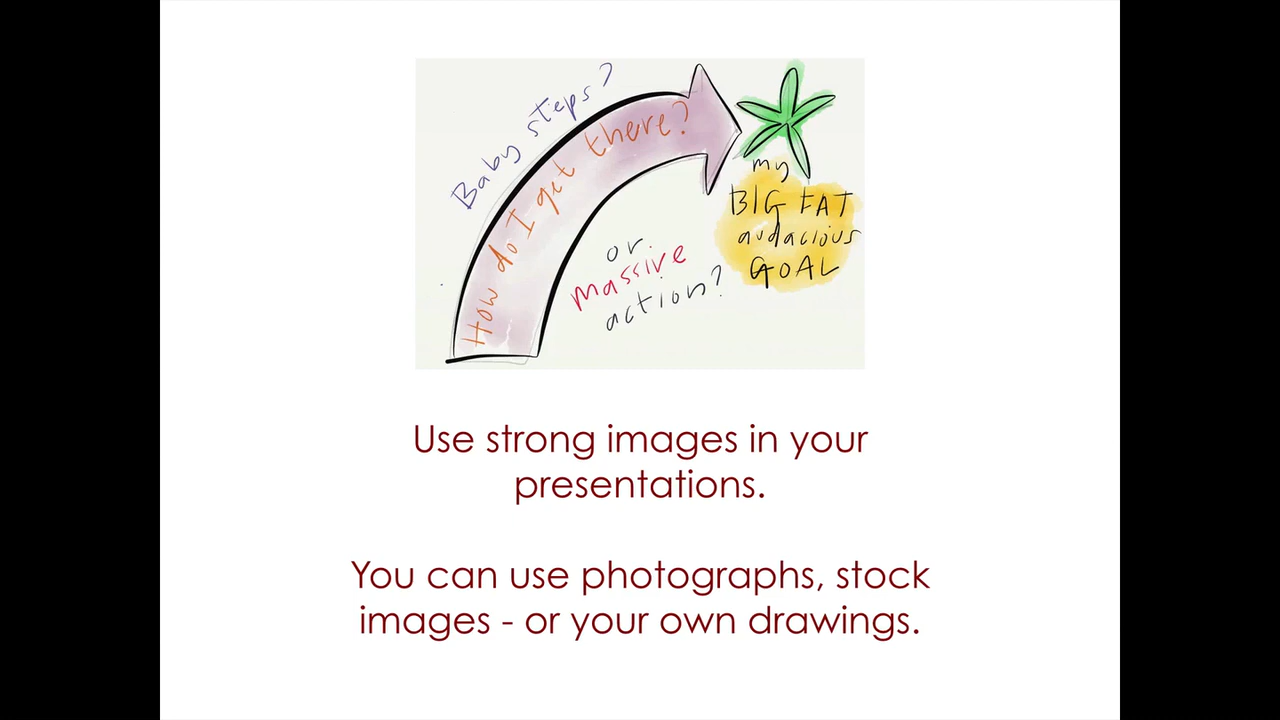 Baby steps?
How do I get there?
my
BIG FAT
audacious
GOAL
or
massive
action?
Use strong images in your
presentations.
You can use photographs, stock
images - or your own drawings.